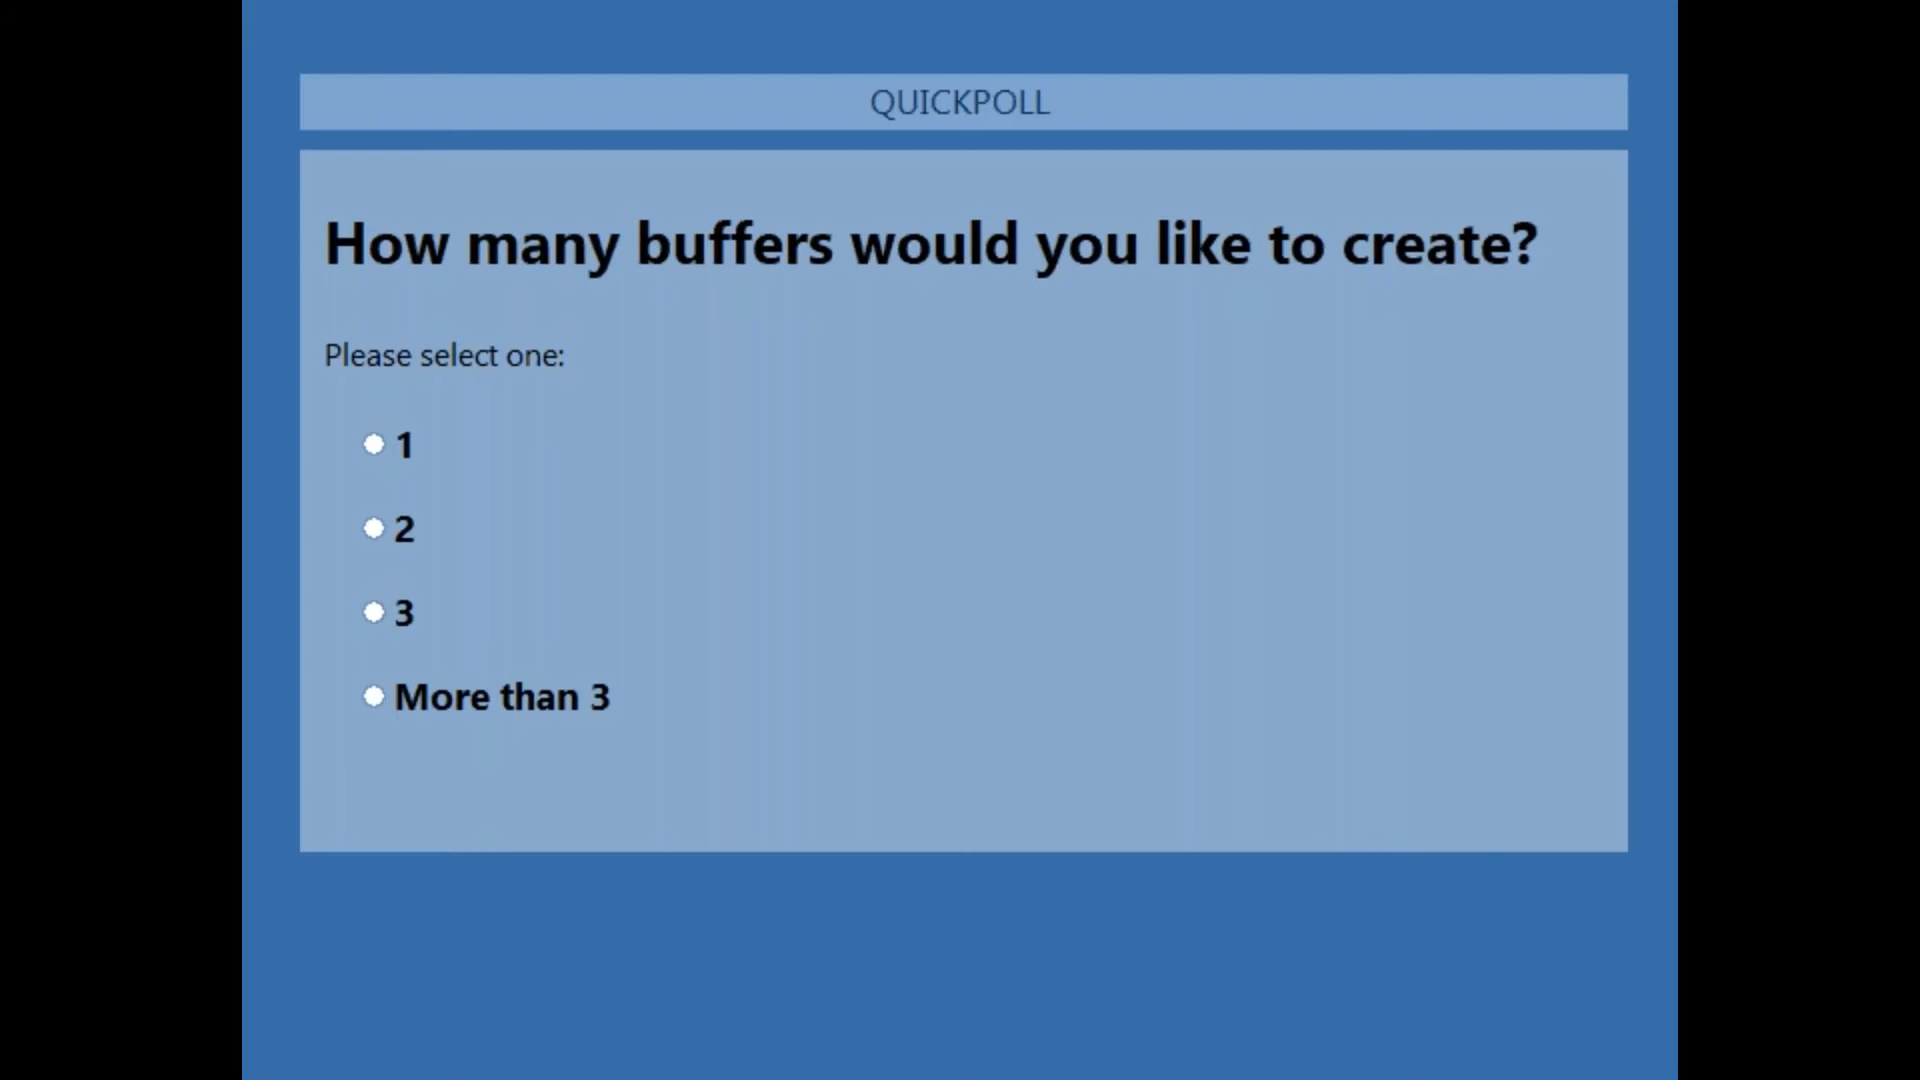 QUICKPOLL
How many buffers would you like to create?
Please select one:
1
2
3
More than 3